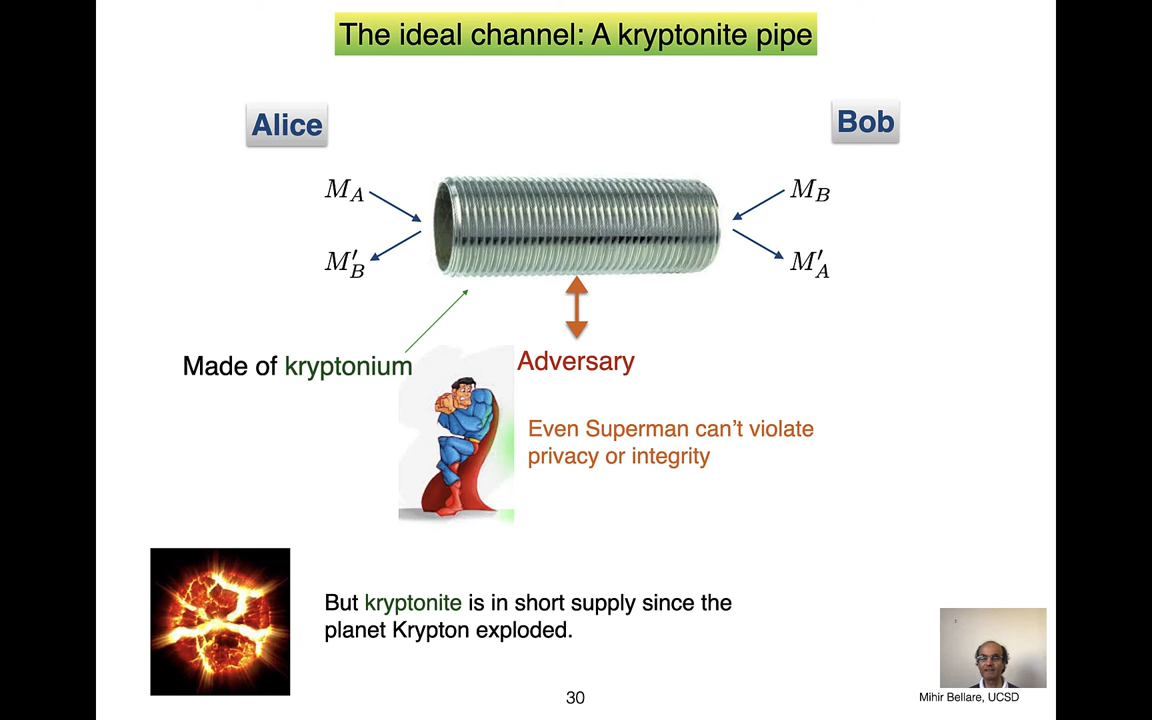 The ideal channel: A kryptonite pipe
Alice
Bob
M_A
M_B
M'_B
M'_A
Made of kryptonium
Adversary
Even Superman can't violate
privacy or integrity
But kryptonite is in short supply since the
planet Krypton exploded.
30
Mihir Bellare, UCSD